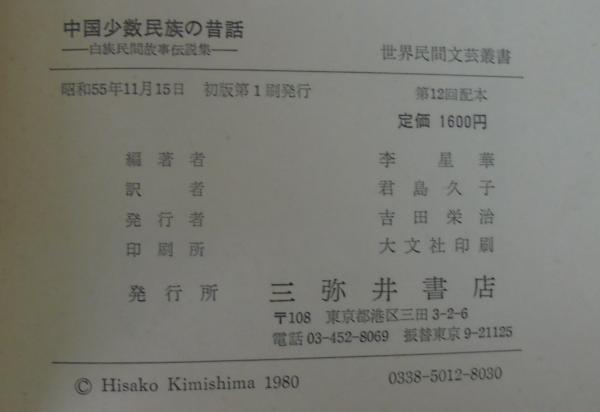 中国少数民族の昔話
──白族民間故事伝説集── 世界民間文芸叢書
昭和55年11月15日 初版第1刷発行 第12回配本
定価 1600円
編著者 李星華
訳者 君島久子
発行者 吉田栄治
印刷所 大文社印刷
発行所 三弥井書店
〒108 東京都港区三田3-2-6
電話03-452-8069 振替東京9-21125
© Hisako Kimishima 1980 0338-5012-8030